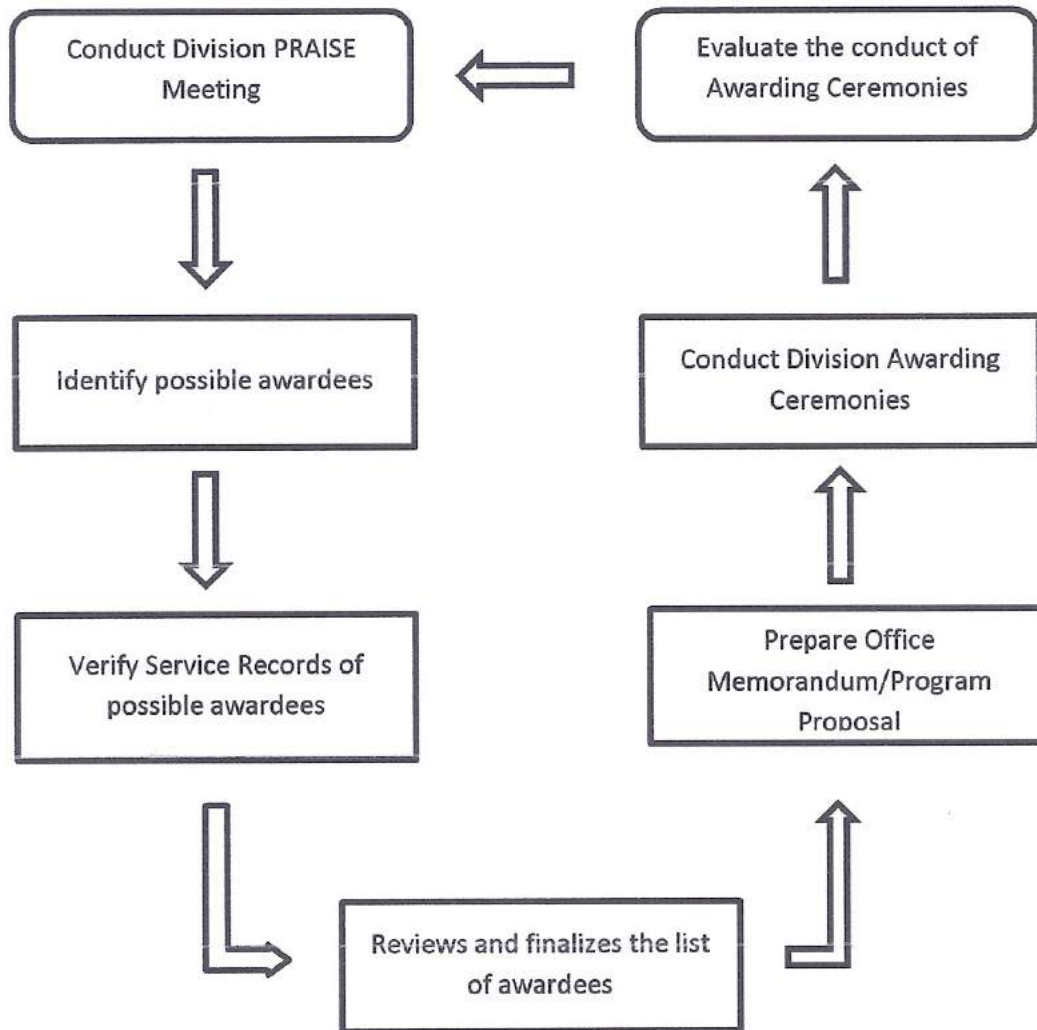 Conduct Division PRAISE
Meeting
Evaluate the conduct of
Awarding Ceremonies
Identify possible awardees
Conduct Division Awarding
Ceremonies
Verify Service Records of
possible awardees
Prepare Office
Memorandum/Program
Proposal
Reviews and finalizes the list
of awardees